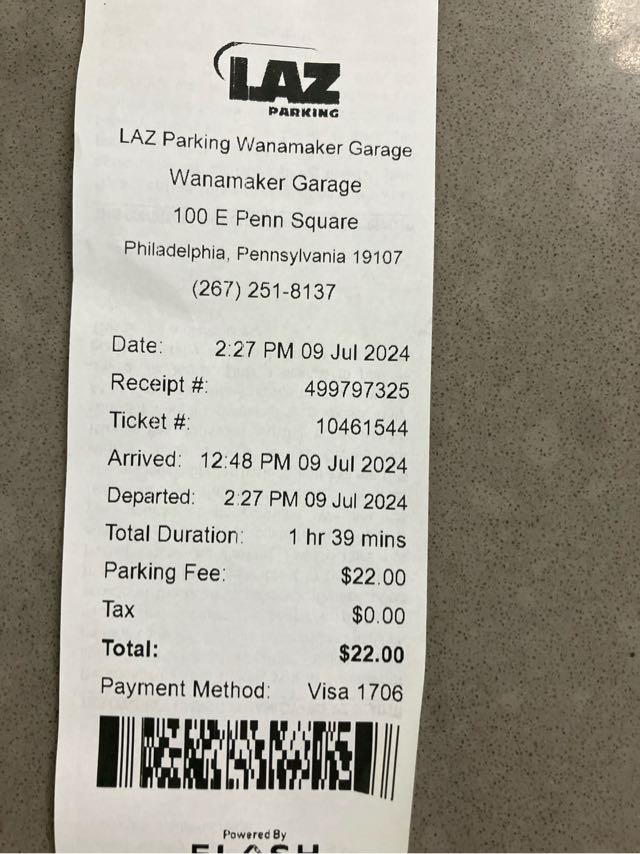 LAZ
PARKING
LAZ Parking Wanamaker Garage
Wanamaker Garage
100 E Penn Square
Philadelphia, Pennsylvania 19107
(267) 251-8137
Date: 2:27 PM 09 Jul 2024
Receipt #: 499797325
Ticket #: 10461544
Arrived: 12:48 PM 09 Jul 2024
Departed: 2:27 PM 09 Jul 2024
Total Duration: 1 hr 39 mins
Parking Fee: $22.00
Tax $0.00
Total: $22.00
Payment Method: Visa 1706
Powered By
FLASH